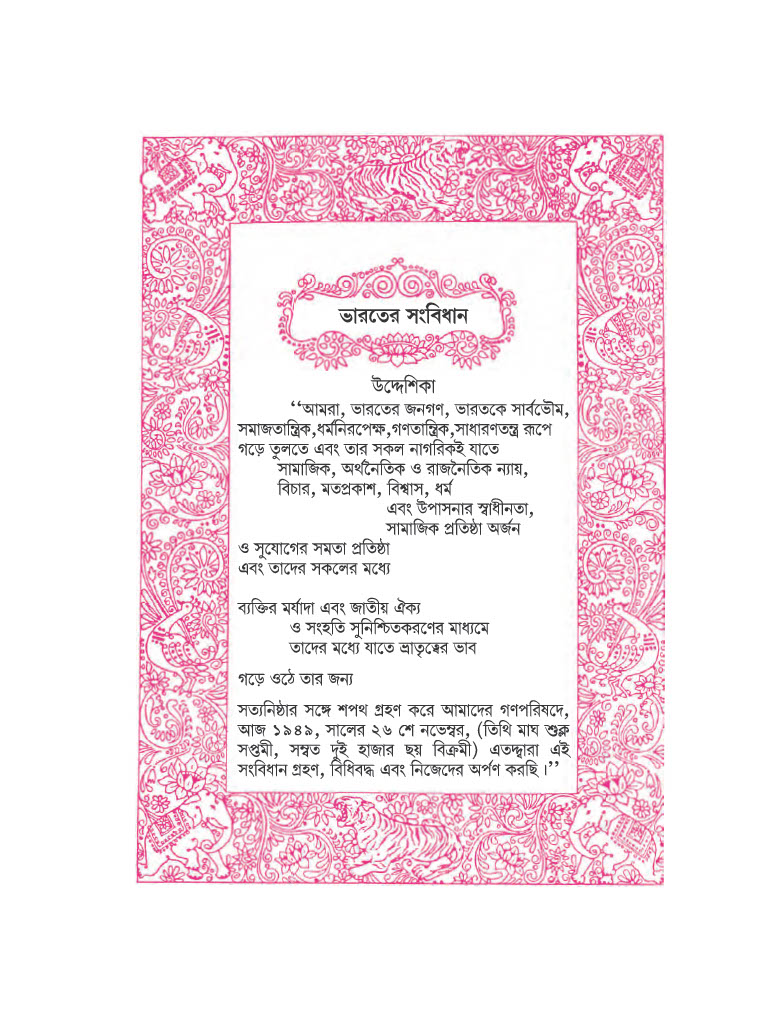 ভারতের সংবিধান
উদ্দেশিকা
‘‘আমরা, ভারতের জনগণ, ভারতকে সার্বভৌম,
সমাজতান্ত্রিক,ধর্মনিরপেক্ষ,গণতান্ত্রিক,সাধারণতন্ত্র রূপে
গড়ে তুলতে এবং তার সকল নাগরিকই যাতে
সামাজিক, অর্থনৈতিক ও রাজনৈতিক ন্যায়,
বিচার, মতপ্রকাশ, বিশ্বাস, ধর্ম
এবং উপাসনার স্বাধীনতা,
সামাজিক প্রতিষ্ঠা অর্জন
ও সুযোগের সমতা প্রতিষ্ঠা
এবং তাদের সকলের মধ্যে
ব্যক্তির মর্যাদা এবং জাতীয় ঐক্য
ও সংহতি সুনিশ্চিতকরণের মাধ্যমে
তাদের মধ্যে যাতে ভ্রাতৃত্বের ভাব
গড়ে ওঠে তার জন্য
সত্যনিষ্ঠার সঙ্গে শপথ গ্রহণ করে আমাদের গণপরিষদে,
আজ ১৯৪৯, সালের ২৬ শে নভেম্বর, (তিথি মাঘ শুক্ল
সপ্তমী, সম্বত দুই হাজার ছয় বিক্রমী) এতদ্দ্বারা এই
সংবিধান গ্রহণ, বিধিবদ্ধ এবং নিজেদের অর্পণ করছি।’’